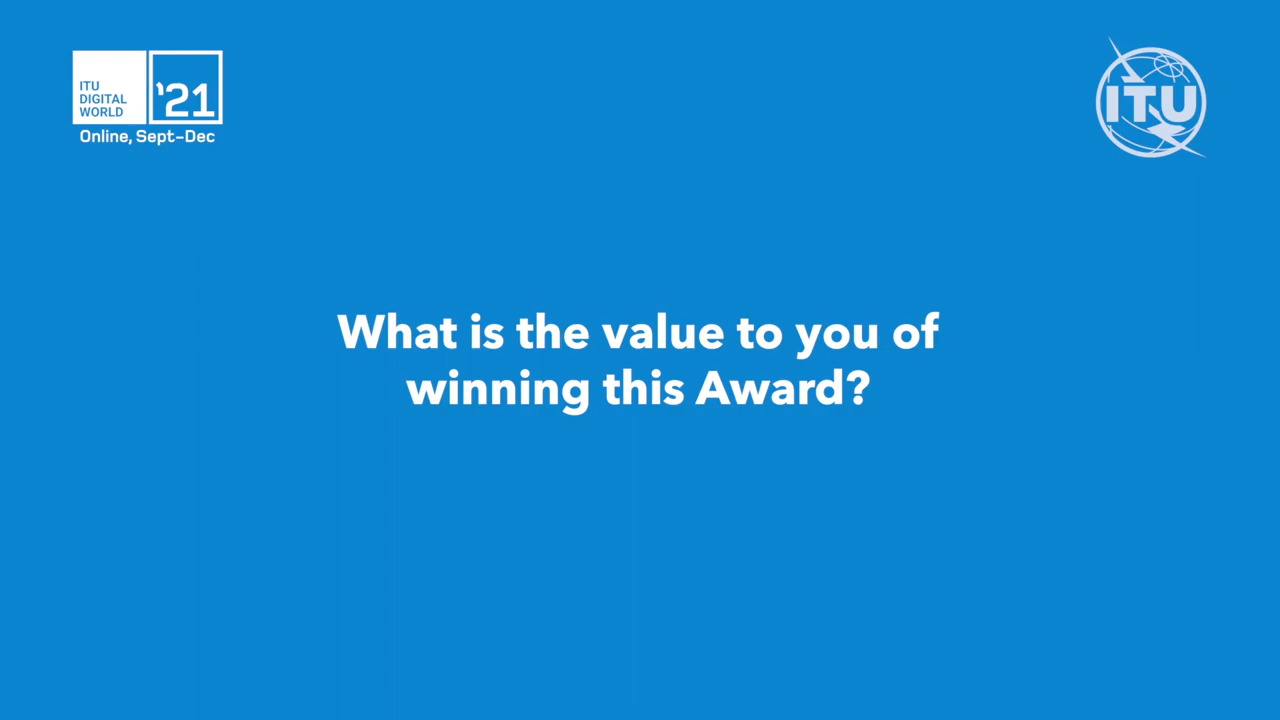 ITU
DIGITAL
WORLD
'21
Online, Sept-Dec
ITU
What is the value to you of
winning this Award?